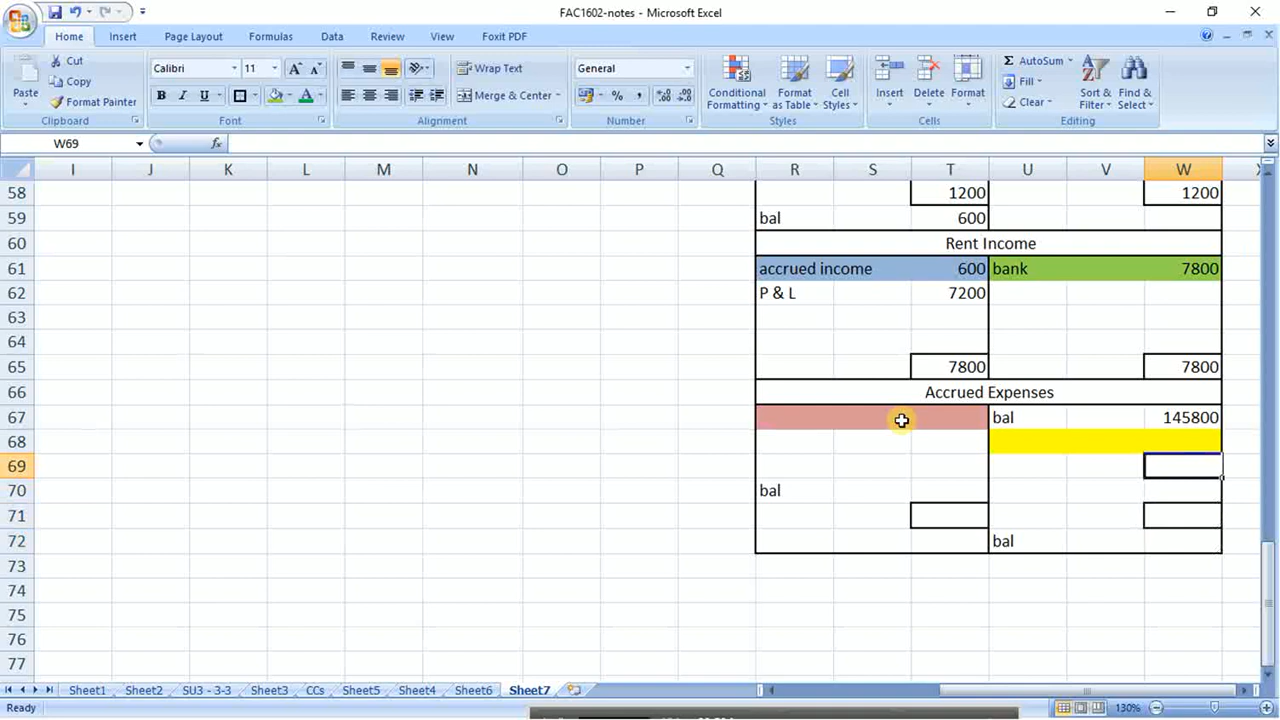 FAC1602-notes - Microsoft Excel
Home Insert Page Layout Formulas Data Review View Foxit PDF
Cut
Copy
Format Painter
Paste
Clipboard
Calibri 11
B I U
Font
Wrap Text
Merge & Center
Alignment
General
Number
Conditional Formatting
Format as Table
Cell Styles
Styles
Insert
Delete
Format
Cells
AutoSum
Fill
Clear
Sort & Filter
Find & Select
Editing
W69 fx
I J K L M N O P Q R S T U V W X
58 1200 1200
59 bal 600
60 Rent Income
61 accrued income 600 bank 7800
62 P & L 7200
63
64
65 7800 7800
66 Accrued Expenses
67 bal 145800
68
69
70 bal
71
72 bal
73
74
75
76
77
Sheet1 Sheet2 SU3 - 3-3 Sheet3 CCs Sheet5 Sheet4 Sheet6 Sheet7
Ready 130%